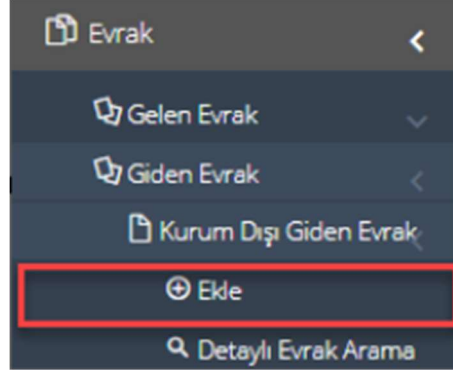 Evrak
Gelen Evrak
Giden Evrak
Kurum Dışı Giden Evrak
Ekle
Detaylı Evrak Arama